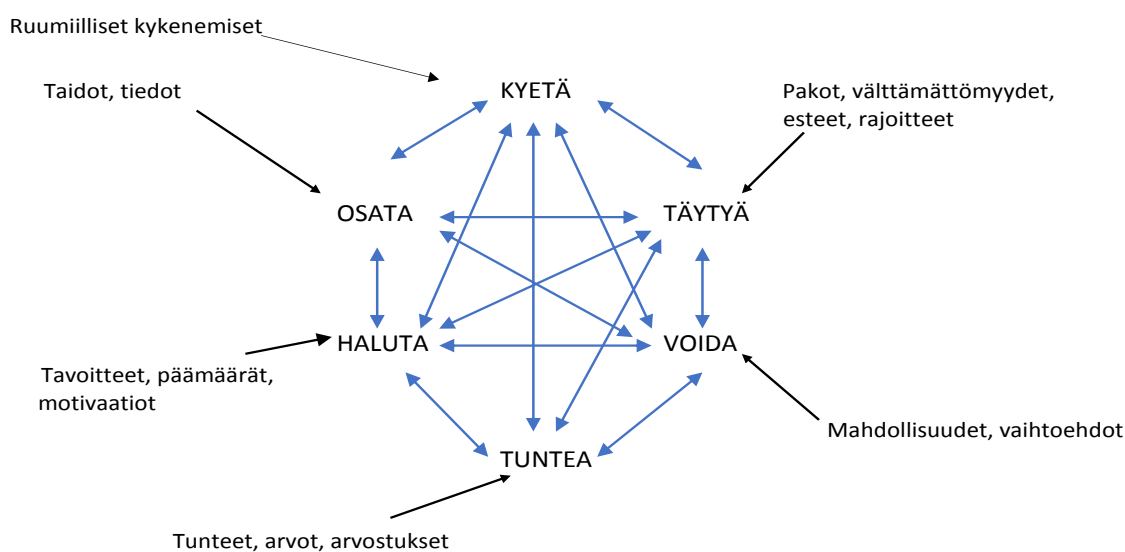 Ruumiilliset kykenemiset
Taidot, tiedot
KYETÄ
Pakot, välttämättömyydet,
esteet, rajoitteet
OSATA
TÄYTYÄ
HALUTA
VOIDA
Tavoitteet, päämäärät,
motivaatiot
Mahdollisuudet, vaihtoehdot
TUNTEA
Tunteet, arvot, arvostukset